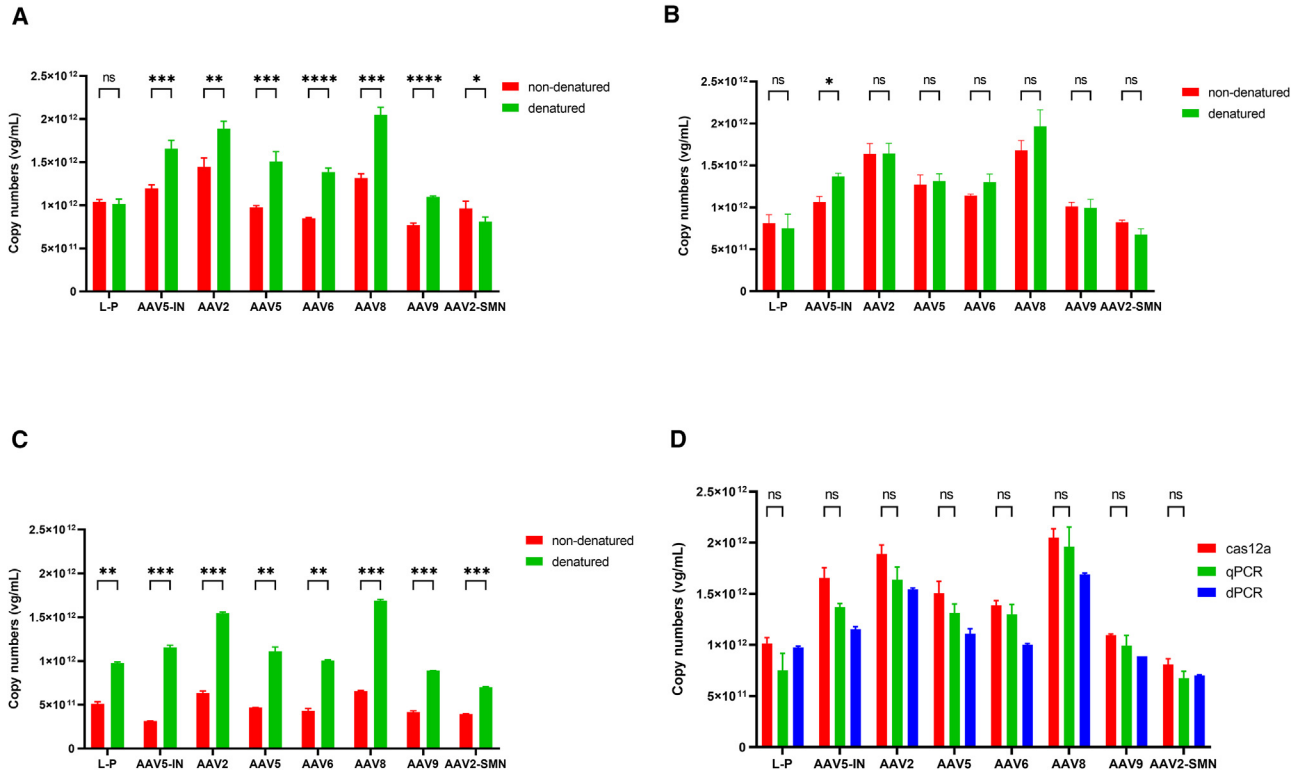 A
ns *** ** *** **** *** **** *
non-denatured
denatured
Copy numbers (vg/mL)
2.5×10¹²
2×10¹²
1.5×10¹²
1×10¹²
5×10¹¹
0
L-P AAV5-IN AAV2 AAV5 AAV6 AAV8 AAV9 AAV2-SMN
B
ns * ns ns ns ns ns ns
non-denatured
denatured
Copy numbers (vg/mL)
2.5×10¹²
2×10¹²
1.5×10¹²
1×10¹²
5×10¹¹
0
L-P AAV5-IN AAV2 AAV5 AAV6 AAV8 AAV9 AAV2-SMN
C
non-denatured
denatured
** *** *** ** ** *** *** ***
Copy numbers (vg/mL)
2.5×10¹²
2×10¹²
1.5×10¹²
1×10¹²
5×10¹¹
0
L-P AAV5-IN AAV2 AAV5 AAV6 AAV8 AAV9 AAV2-SMN
D
ns ns ns ns ns ns ns ns
cas12a
qPCR
dPCR
Copy numbers (vg/mL)
2.5×10¹²
2×10¹²
1.5×10¹²
1×10¹²
5×10¹¹
0
L-P AAV5-IN AAV2 AAV5 AAV6 AAV8 AAV9 AAV2-SMN